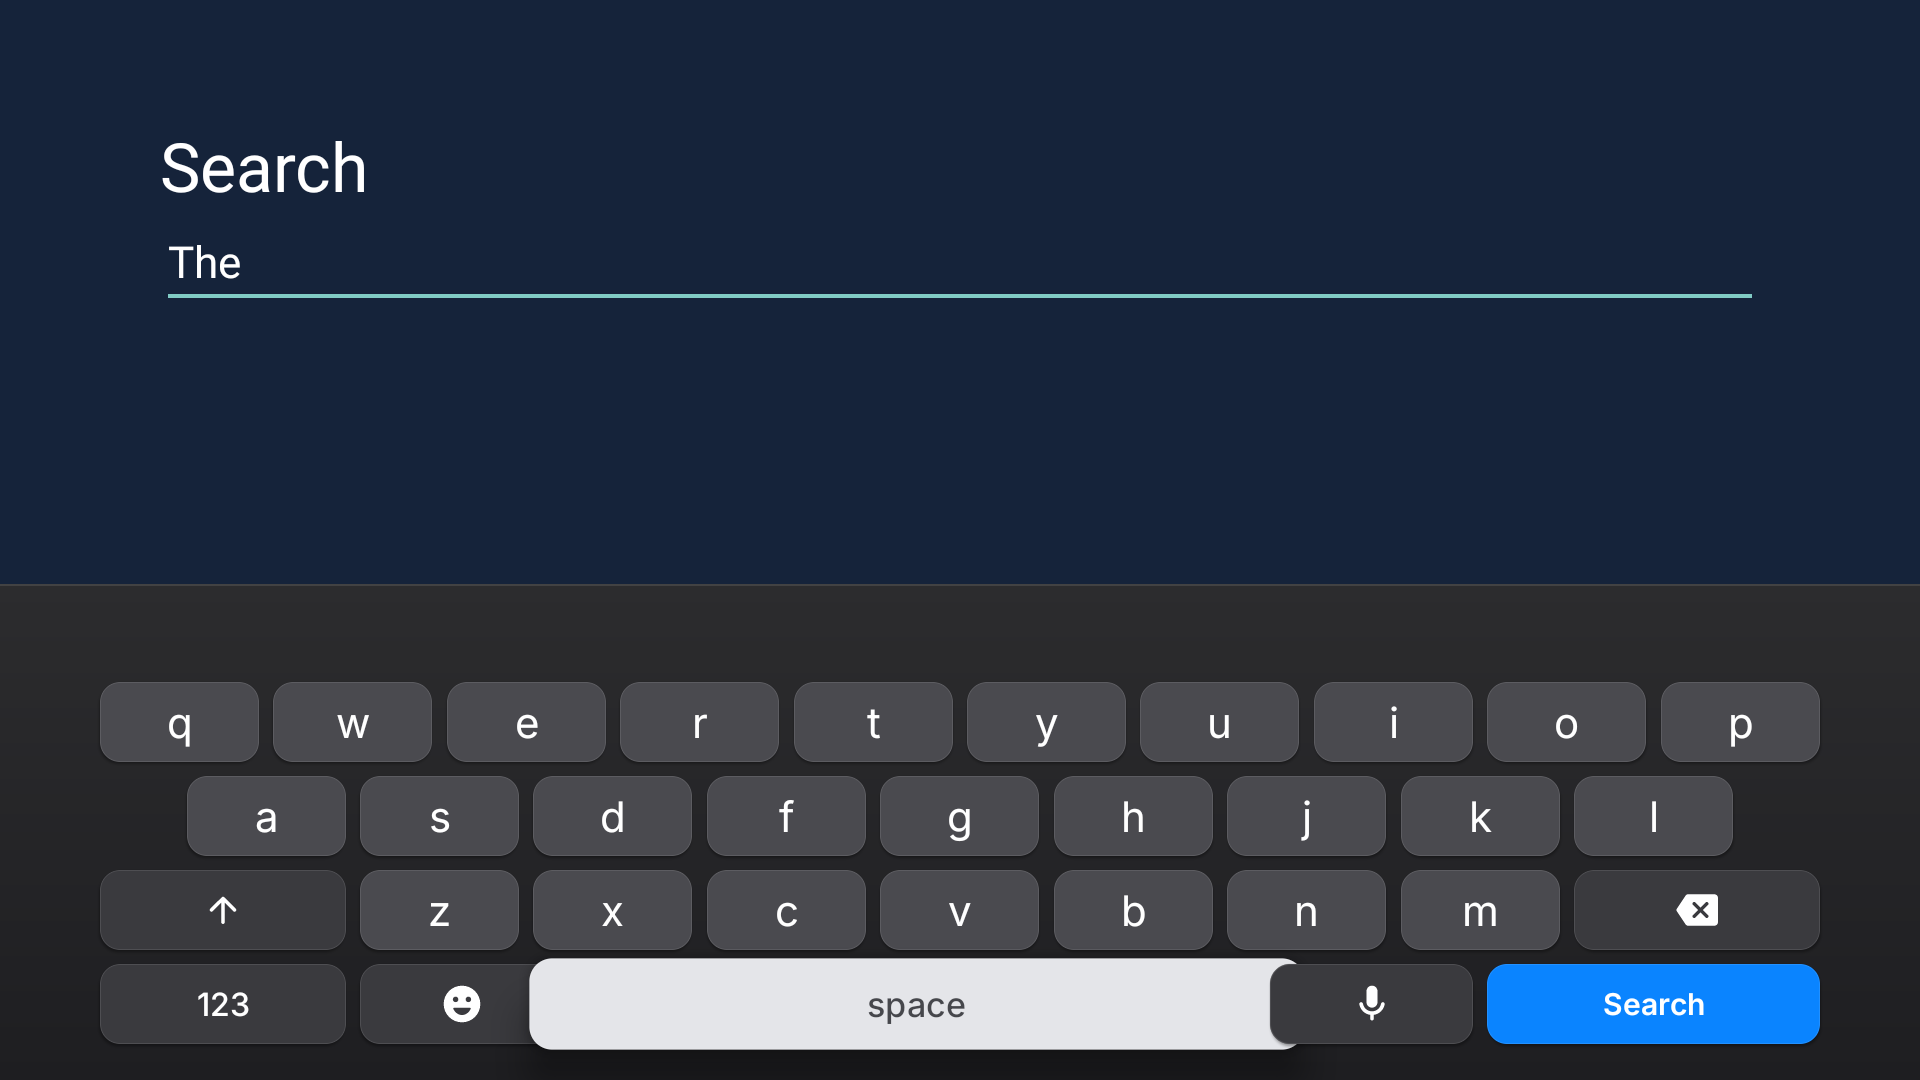 Search
The
q w e r t y u i o p
a s d f g h j k l
z x c v b n m
123 space Search